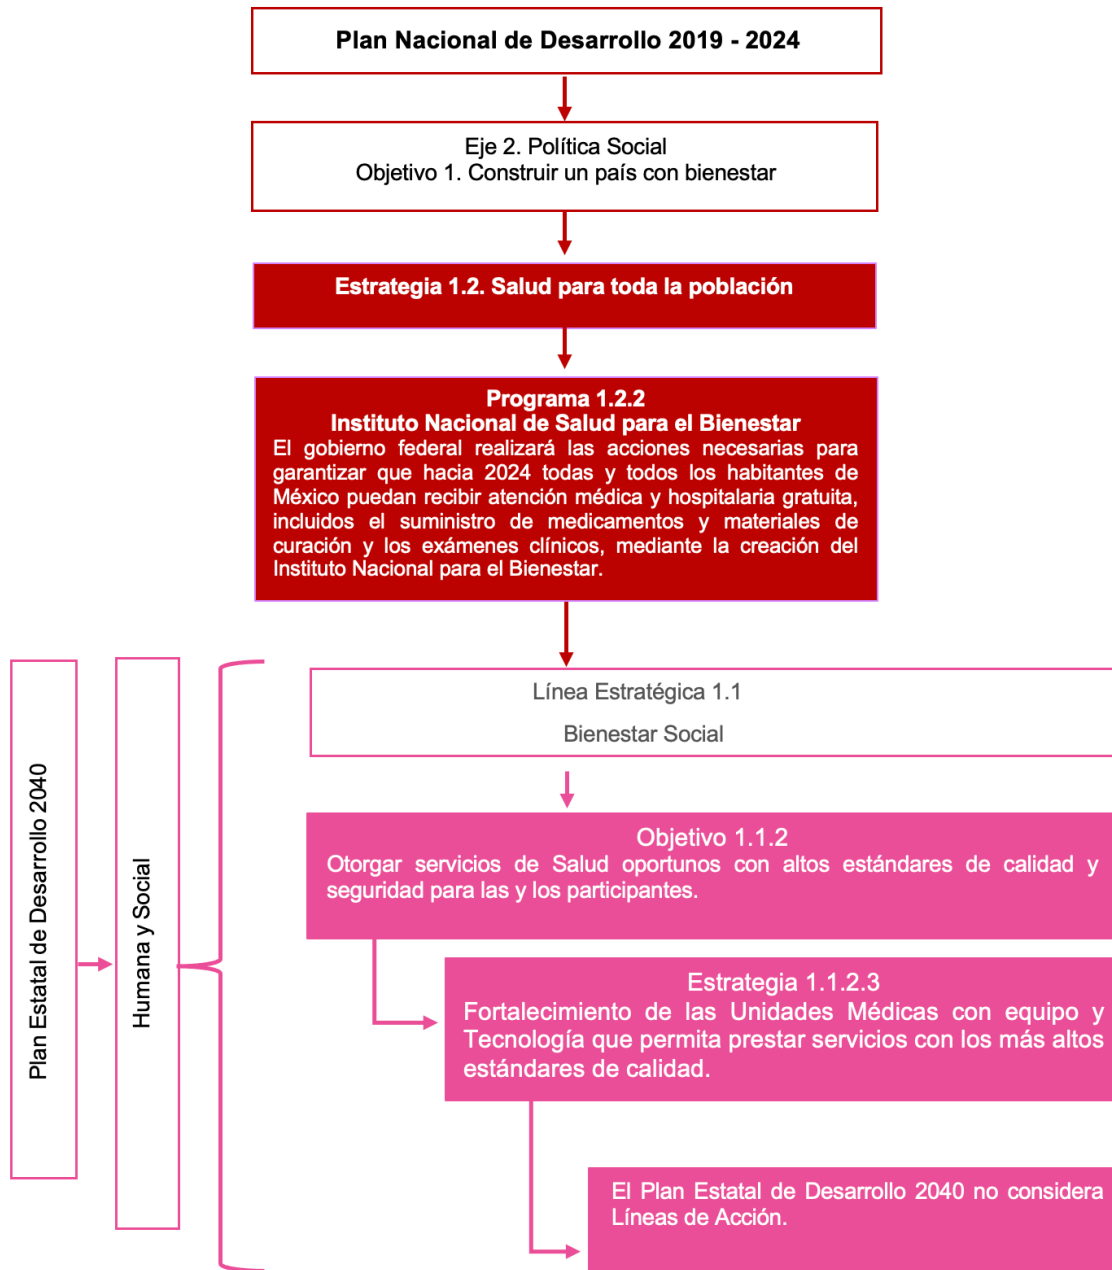 Plan Nacional de Desarrollo 2019 - 2024
Eje 2. Política Social
Objetivo 1. Construir un país con bienestar
Estrategia 1.2. Salud para toda la población
Programa 1.2.2
Instituto Nacional de Salud para el Bienestar
El gobierno federal realizará las acciones necesarias para
garantizar que hacia 2024 todas y todos los habitantes de
México puedan recibir atención médica y hospitalaria gratuita,
incluidos el suministro de medicamentos y materiales de
curación y los exámenes clínicos, mediante la creación del
Instituto Nacional para el Bienestar.
Plan Estatal de Desarrollo 2040
Humana y Social
Línea Estratégica 1.1
Bienestar Social
Objetivo 1.1.2
Otorgar servicios de Salud oportunos con altos estándares de calidad y
seguridad para las y los participantes.
Estrategia 1.1.2.3
Fortalecimiento de las Unidades Médicas con equipo y
Tecnología que permita prestar servicios con los más altos
estándares de calidad.
El Plan Estatal de Desarrollo 2040 no considera
Líneas de Acción.